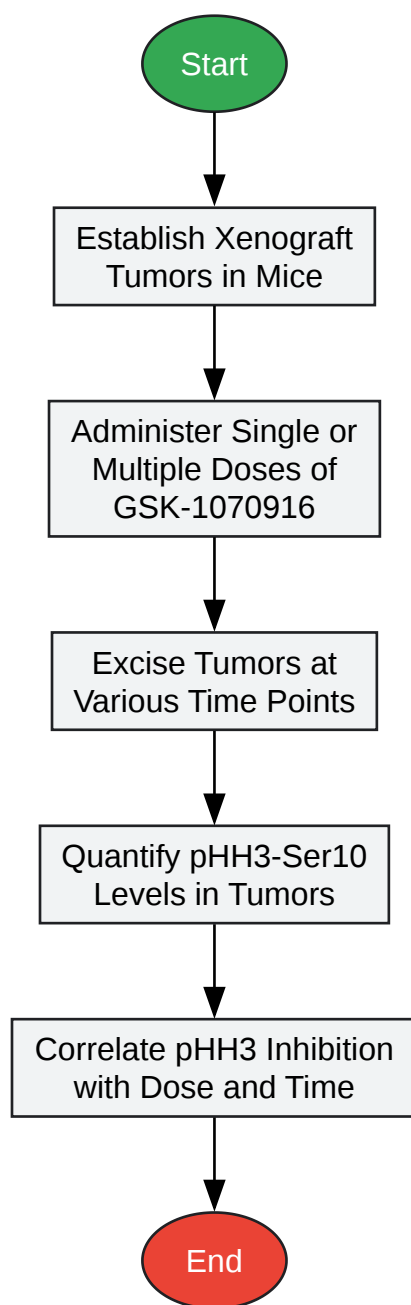 Start
Establish Xenograft
Tumors in Mice
Administer Single or
Multiple Doses of
GSK-1070916
Excise Tumors at
Various Time Points
Quantify pHH3-Ser10
Levels in Tumors
Correlate pHH3 Inhibition
with Dose and Time
End